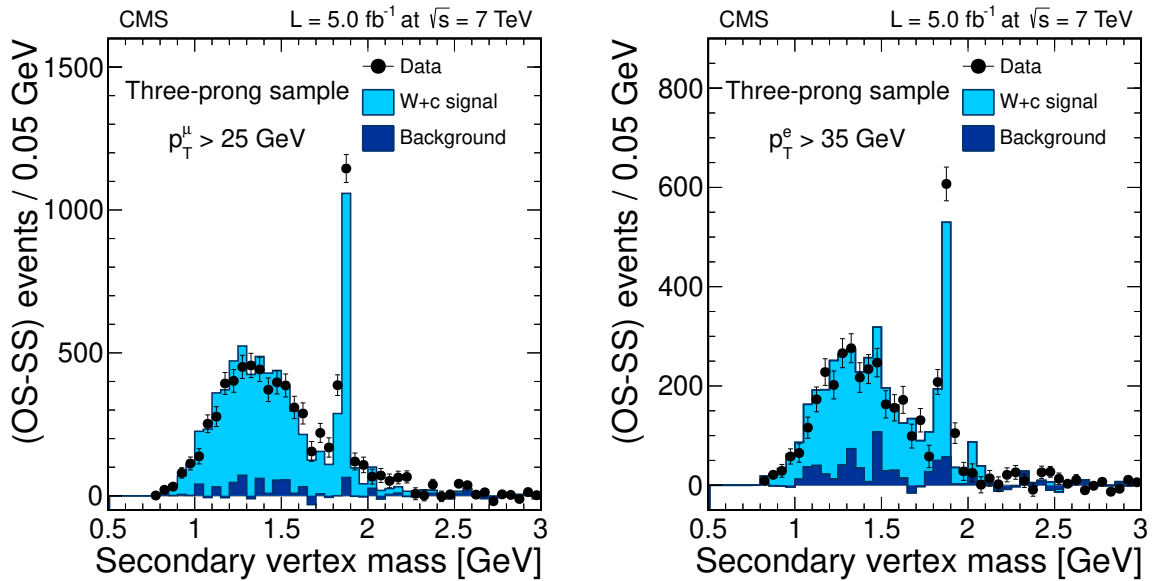 CMS L = 5.0 fb⁻¹ at √s = 7 TeV
(OS-SS) events / 0.05 GeV
1500
1000
500
0
Three-prong sample
p_T^μ > 25 GeV
Data
W+c signal
Background
0.5 1 1.5 2 2.5 3
Secondary vertex mass [GeV]
CMS L = 5.0 fb⁻¹ at √s = 7 TeV
(OS-SS) events / 0.05 GeV
800
600
400
200
0
Three-prong sample
p_T^e > 35 GeV
Data
W+c signal
Background
0.5 1 1.5 2 2.5 3
Secondary vertex mass [GeV]